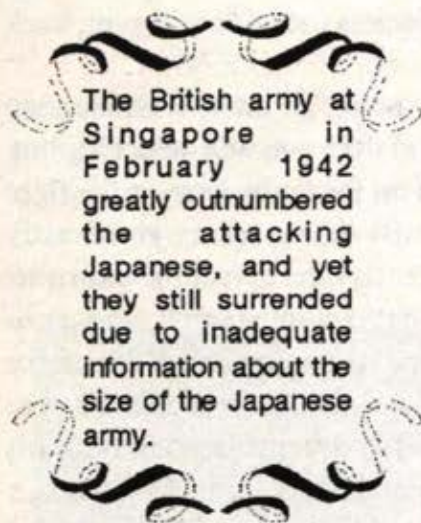 The British army at
Singapore in
February 1942
greatly outnumbered
the attacking
Japanese, and yet
they still surrended
due to inadequate
information about the
size of the Japanese
army.